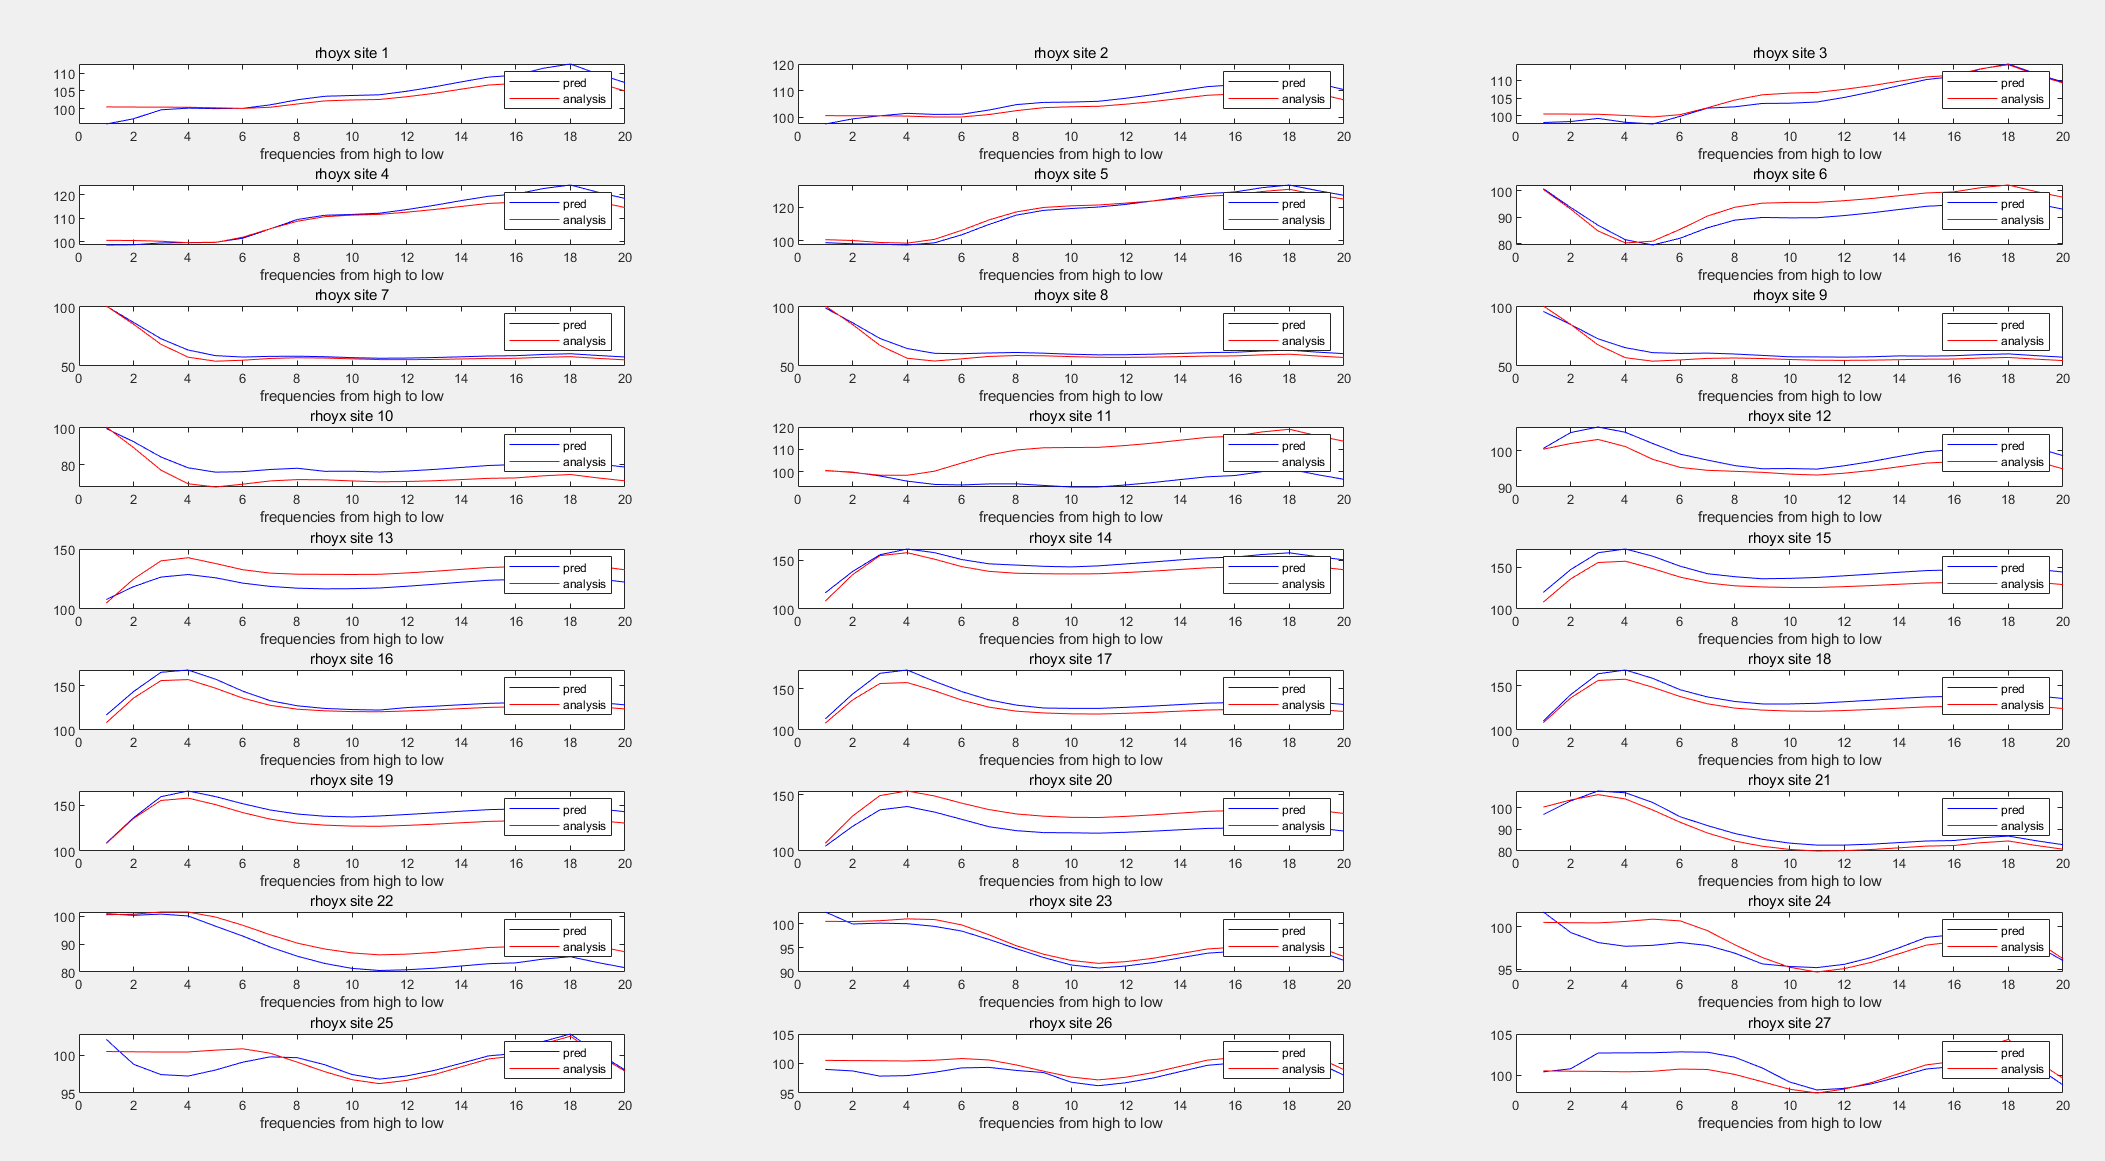 rhoyx site 1
110
105
100
pred
analysis
0 2 4 6 8 10 12 14 16 18 20
frequencies from high to low
rhoyx site 2
120
110
100
pred
analysis
0 2 4 6 8 10 12 14 16 18 20
frequencies from high to low
rhoyx site 3
110
105
100
pred
analysis
0 2 4 6 8 10 12 14 16 18 20
frequencies from high to low
rhoyx site 4
120
110
100
pred
analysis
0 2 4 6 8 10 12 14 16 18 20
frequencies from high to low
rhoyx site 5
120
100
pred
analysis
0 2 4 6 8 10 12 14 16 18 20
frequencies from high to low
rhoyx site 6
100
90
80
pred
analysis
0 2 4 6 8 10 12 14 16 18 20
frequencies from high to low
rhoyx site 7
100
50
pred
analysis
0 2 4 6 8 10 12 14 16 18 20
frequencies from high to low
rhoyx site 8
100
50
pred
analysis
0 2 4 6 8 10 12 14 16 18 20
frequencies from high to low
rhoyx site 9
100
50
pred
analysis
0 2 4 6 8 10 12 14 16 18 20
frequencies from high to low
rhoyx site 10
100
80
pred
analysis
0 2 4 6 8 10 12 14 16 18 20
frequencies from high to low
rhoyx site 11
120
110
100
pred
analysis
0 2 4 6 8 10 12 14 16 18 20
frequencies from high to low
rhoyx site 12
100
90
pred
analysis
0 2 4 6 8 10 12 14 16 18 20
frequencies from high to low
rhoyx site 13
150
100
pred
analysis
0 2 4 6 8 10 12 14 16 18 20
frequencies from high to low
rhoyx site 14
150
100
pred
analysis
0 2 4 6 8 10 12 14 16 18 20
frequencies from high to low
rhoyx site 15
150
100
pred
analysis
0 2 4 6 8 10 12 14 16 18 20
frequencies from high to low
rhoyx site 16
150
100
pred
analysis
0 2 4 6 8 10 12 14 16 18 20
frequencies from high to low
rhoyx site 17
150
100
pred
analysis
0 2 4 6 8 10 12 14 16 18 20
frequencies from high to low
rhoyx site 18
150
100
pred
analysis
0 2 4 6 8 10 12 14 16 18 20
frequencies from high to low
rhoyx site 19
150
100
pred
analysis
0 2 4 6 8 10 12 14 16 18 20
frequencies from high to low
rhoyx site 20
150
100
pred
analysis
0 2 4 6 8 10 12 14 16 18 20
frequencies from high to low
rhoyx site 21
100
90
80
pred
analysis
0 2 4 6 8 10 12 14 16 18 20
frequencies from high to low
rhoyx site 22
100
90
80
pred
analysis
0 2 4 6 8 10 12 14 16 18 20
frequencies from high to low
rhoyx site 23
100
95
90
pred
analysis
0 2 4 6 8 10 12 14 16 18 20
frequencies from high to low
rhoyx site 24
100
95
pred
analysis
0 2 4 6 8 10 12 14 16 18 20
frequencies from high to low
rhoyx site 25
100
95
pred
analysis
0 2 4 6 8 10 12 14 16 18 20
frequencies from high to low
rhoyx site 26
105
100
95
pred
analysis
0 2 4 6 8 10 12 14 16 18 20
frequencies from high to low
rhoyx site 27
105
100
pred
analysis
0 2 4 6 8 10 12 14 16 18 20
frequencies from high to low